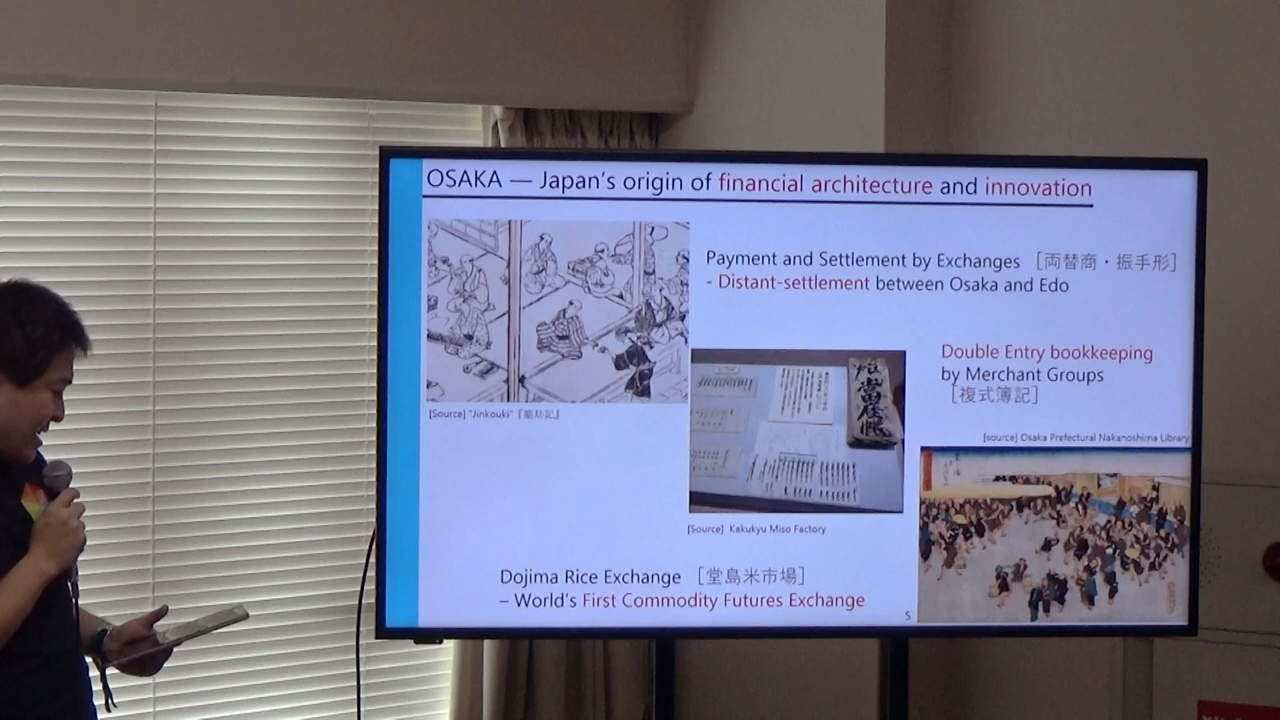 OSAKA — Japan's origin of financial architecture and innovation
Payment and Settlement by Exchanges ［両替商・振手形］
- Distant-settlement between Osaka and Edo
[Source] "Jinkouki"『塵劫記』
Double Entry bookkeeping
by Merchant Groups
［複式簿記］
[source] Osaka Prefectural Nakanoshima Library
[Source] Kakukyu Miso Factory
Dojima Rice Exchange ［堂島米市場］
– World's First Commodity Futures Exchange
5